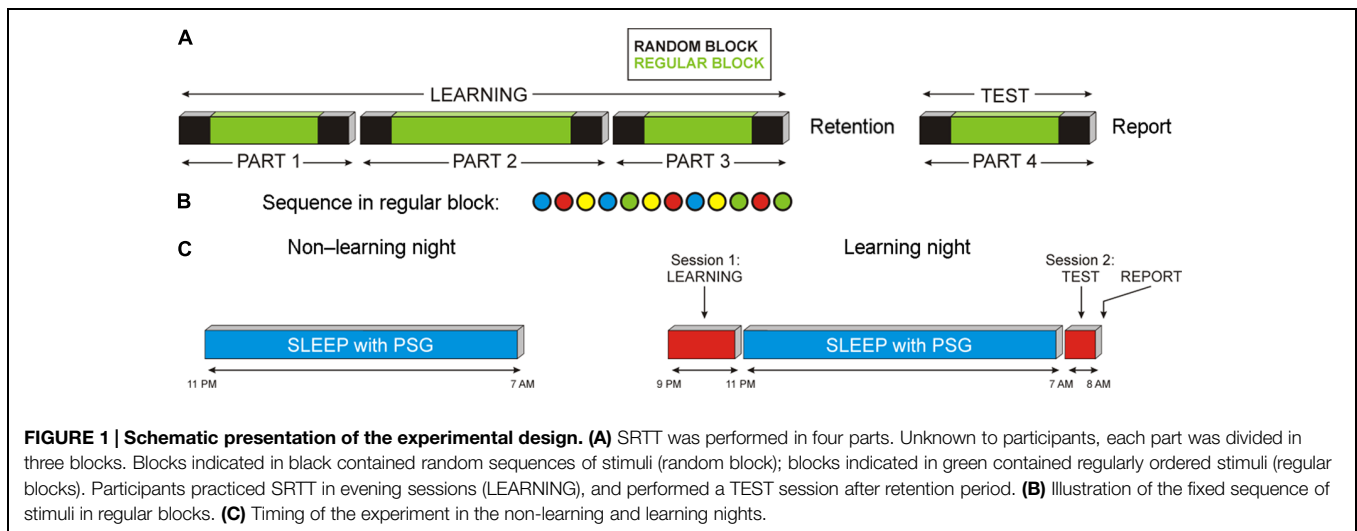 A
RANDOM BLOCK
REGULAR BLOCK
LEARNING
TEST
Retention
Report
PART 1
PART 2
PART 3
PART 4
B
Sequence in regular block:
C
Non–learning night
Learning night
Session 1:
LEARNING
Session 2:
TEST
REPORT
SLEEP with PSG
SLEEP with PSG
11 PM
7 AM
9 PM
11 PM
7 AM
8 AM
FIGURE 1 | Schematic presentation of the experimental design. (A) SRTT was performed in four parts. Unknown to participants, each part was divided in
three blocks. Blocks indicated in black contained random sequences of stimuli (random block); blocks indicated in green contained regularly ordered stimuli (regular
blocks). Participants practiced SRTT in evening sessions (LEARNING), and performed a TEST session after retention period. (B) Illustration of the fixed sequence of
stimuli in regular blocks. (C) Timing of the experiment in the non-learning and learning nights.